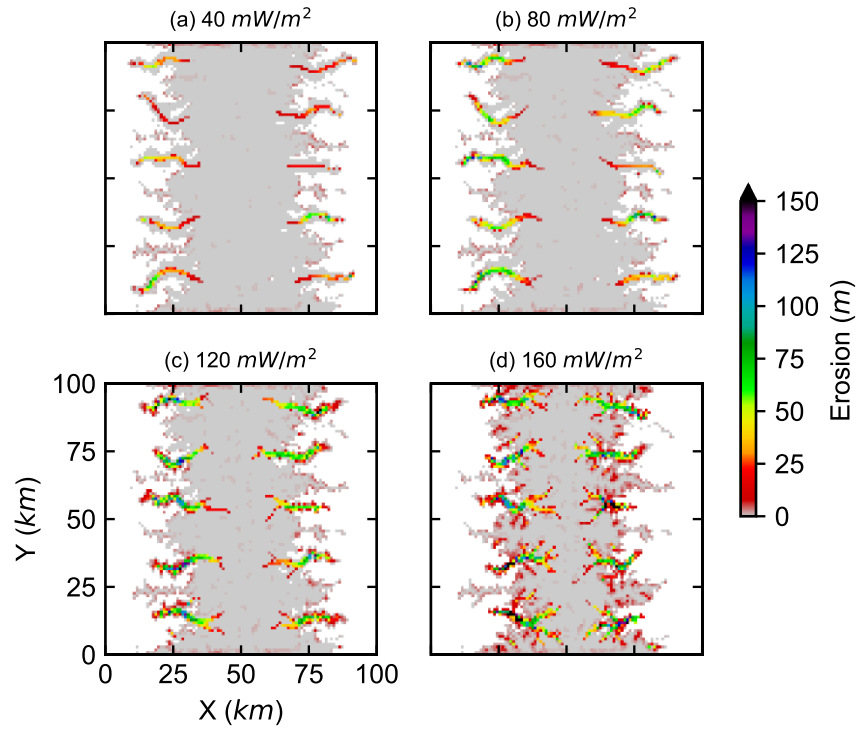 (a) 40 mW/m²
(b) 80 mW/m²
(c) 120 mW/m²
(d) 160 mW/m²
100
75
50
25
0
Y (km)
0 25 50 75 100
X (km)
150
125
100
75
50
25
0
Erosion (m)